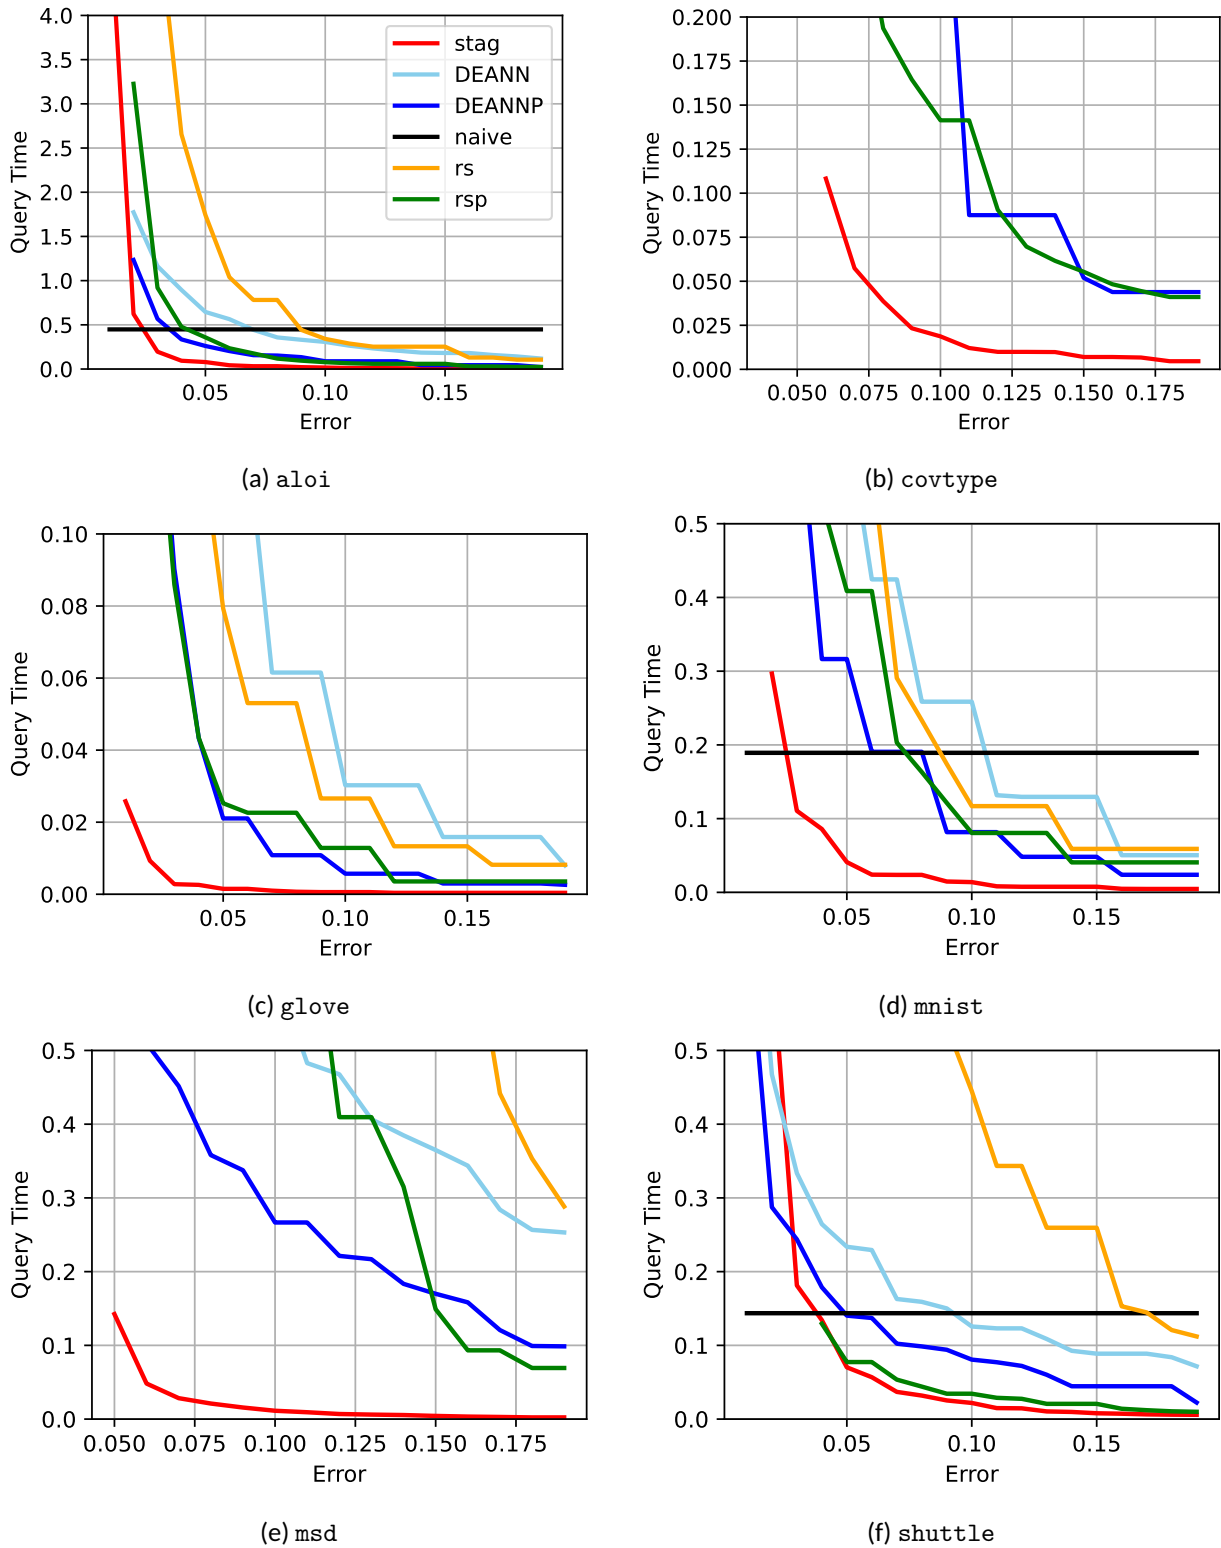 4.0
3.5
3.0
2.5
2.0
1.5
1.0
0.5
0.0
Query Time
0.05 0.10 0.15
Error
stag
DEANN
DEANNP
naive
rs
rsp
(a) aloi
0.200
0.175
0.150
0.125
0.100
0.075
0.050
0.025
0.000
Query Time
0.050 0.075 0.100 0.125 0.150 0.175
Error
(b) covtype
0.10
0.08
0.06
0.04
0.02
0.00
Query Time
0.05 0.10 0.15
Error
(c) glove
0.5
0.4
0.3
0.2
0.1
0.0
Query Time
0.05 0.10 0.15
Error
(d) mnist
0.5
0.4
0.3
0.2
0.1
0.0
Query Time
0.050 0.075 0.100 0.125 0.150 0.175
Error
(e) msd
0.5
0.4
0.3
0.2
0.1
0.0
Query Time
0.05 0.10 0.15
Error
(f) shuttle